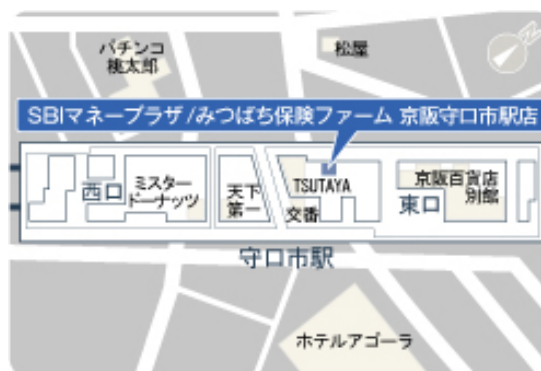 パチンコ
桃太郎
松屋
SBIマネープラザ/みつばち保険ファーム 京阪守口市駅店
西口
ミスター
ドーナッツ
天下
第一
TSUTAYA
交番
京阪百貨店
別館
東口
守口市駅
ホテルアゴーラ